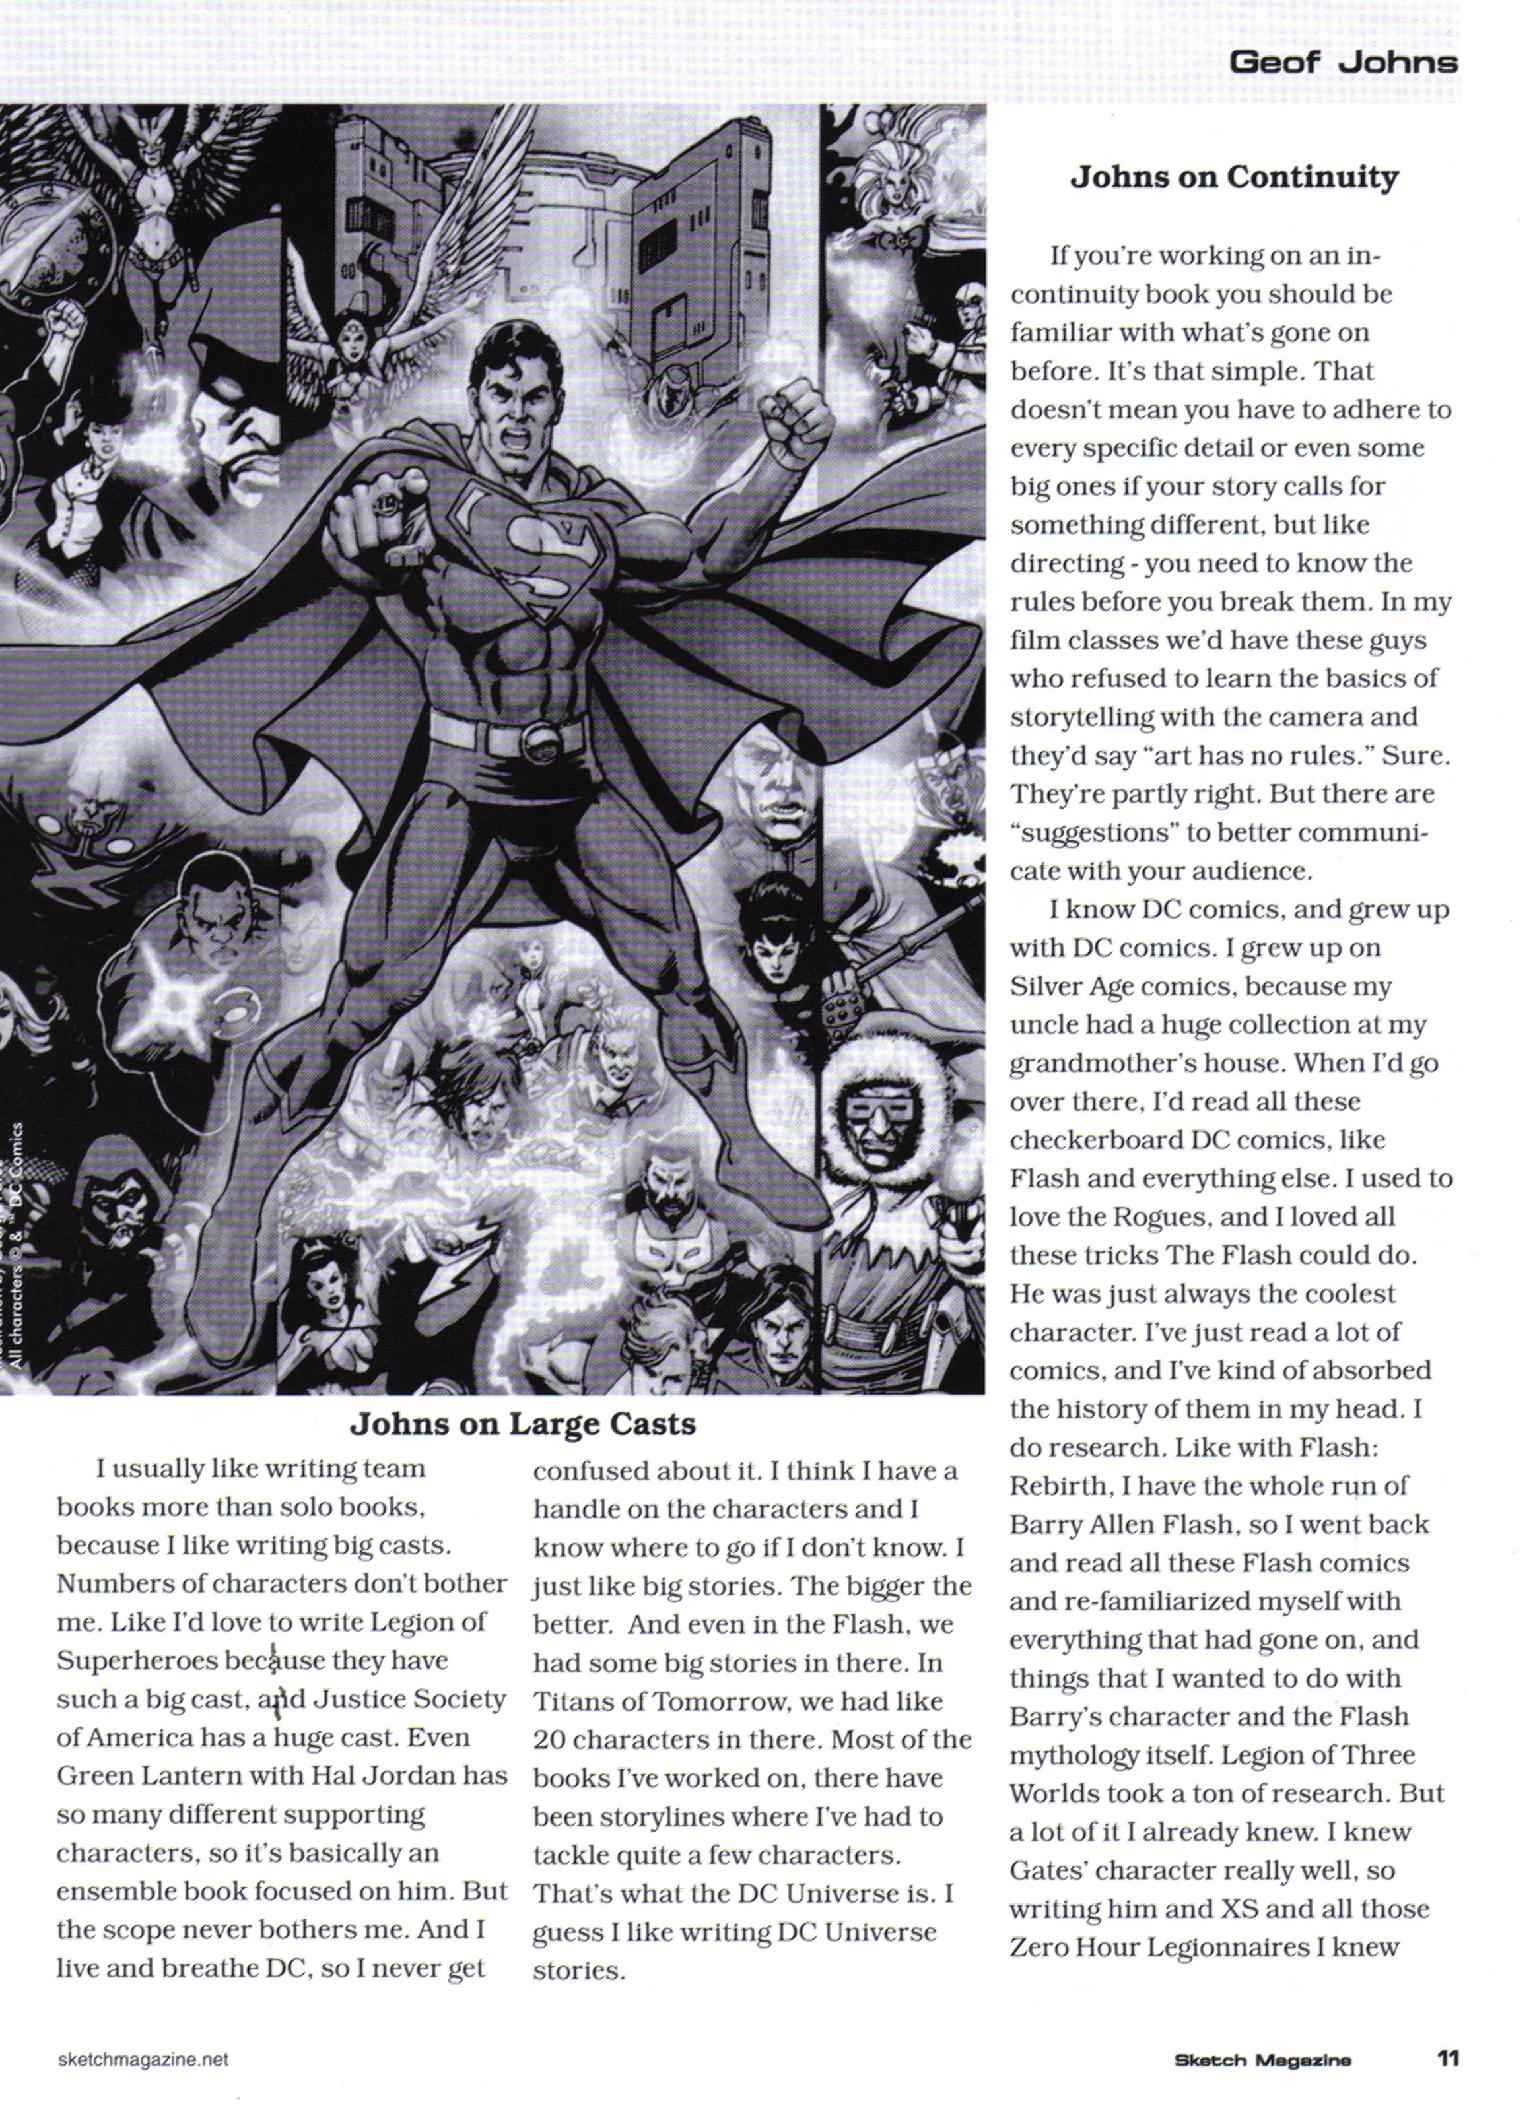 Geof Johns
All characters © & ™ DC Comics
Johns on Large Casts
I usually like writing team
books more than solo books,
because I like writing big casts.
Numbers of characters don't bother
me. Like I'd love to write Legion of
Superheroes because they have
such a big cast, and Justice Society
of America has a huge cast. Even
Green Lantern with Hal Jordan has
so many different supporting
characters, so it's basically an
ensemble book focused on him. But
the scope never bothers me. And I
live and breathe DC, so I never get
confused about it. I think I have a
handle on the characters and I
know where to go if I don't know. I
just like big stories. The bigger the
better.  And even in the Flash, we
had some big stories in there. In
Titans of Tomorrow, we had like
20 characters in there. Most of the
books I've worked on, there have
been storylines where I've had to
tackle quite a few characters.
That's what the DC Universe is. I
guess I like writing DC Universe
stories.
Johns on Continuity
If you're working on an in-
continuity book you should be
familiar with what's gone on
before. It's that simple. That
doesn't mean you have to adhere to
every specific detail or even some
big ones if your story calls for
something different, but like
directing - you need to know the
rules before you break them. In my
film classes we'd have these guys
who refused to learn the basics of
storytelling with the camera and
they'd say “art has no rules.” Sure.
They're partly right. But there are
“suggestions” to better communi-
cate with your audience.
I know DC comics, and grew up
with DC comics. I grew up on
Silver Age comics, because my
uncle had a huge collection at my
grandmother's house. When I'd go
over there, I'd read all these
checkerboard DC comics, like
Flash and everything else. I used to
love the Rogues, and I loved all
these tricks The Flash could do.
He was just always the coolest
character. I've just read a lot of
comics, and I've kind of absorbed
the history of them in my head. I
do research. Like with Flash:
Rebirth, I have the whole run of
Barry Allen Flash, so I went back
and read all these Flash comics
and re-familiarized myself with
everything that had gone on, and
things that I wanted to do with
Barry's character and the Flash
mythology itself. Legion of Three
Worlds took a ton of research. But
a lot of it I already knew. I knew
Gates' character really well, so
writing him and XS and all those
Zero Hour Legionnaires I knew
sketchmagazine.net
Sketch Magazine 11